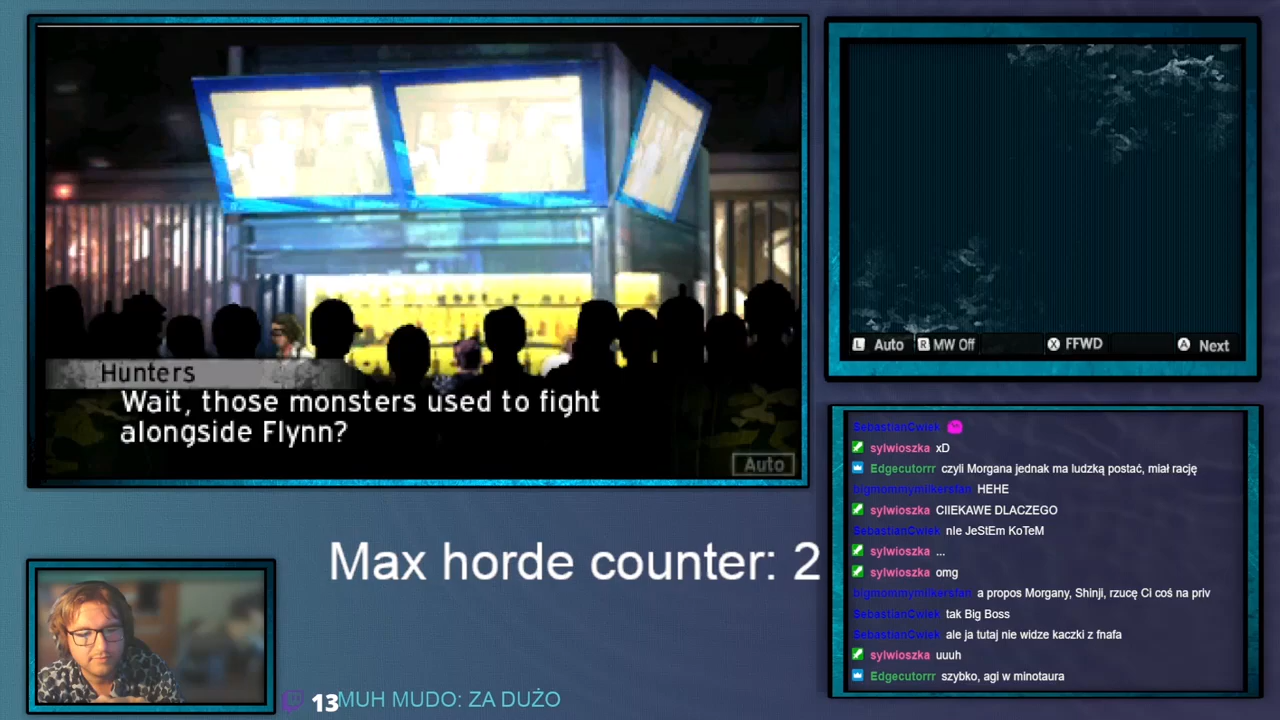 Hunters
Wait, those monsters used to fight
alongside Flynn?
Auto
L Auto R MW Off X FFWD A Next
SebastianCwiek
sylwioszka xD
Edgecutorrr czyli Morgana jednak ma ludzką postać, miał rację
bigmommymilkersfan HEHE
sylwioszka CIIEKAWE DLACZEGO
SebastianCwiek nIe JeStEm KoTeM
sylwioszka ...
sylwioszka omg
bigmommymilkersfan a propos Morgany, Shinji, rzucę Ci coś na priv
SebastianCwiek tak Big Boss
SebastianCwiek ale ja tutaj nie widze kaczki z fnafa
sylwioszka uuuh
Edgecutorrr szybko, agi w minotaura
Max horde counter: 2
13 MUH MUDO: ZA DUŻO